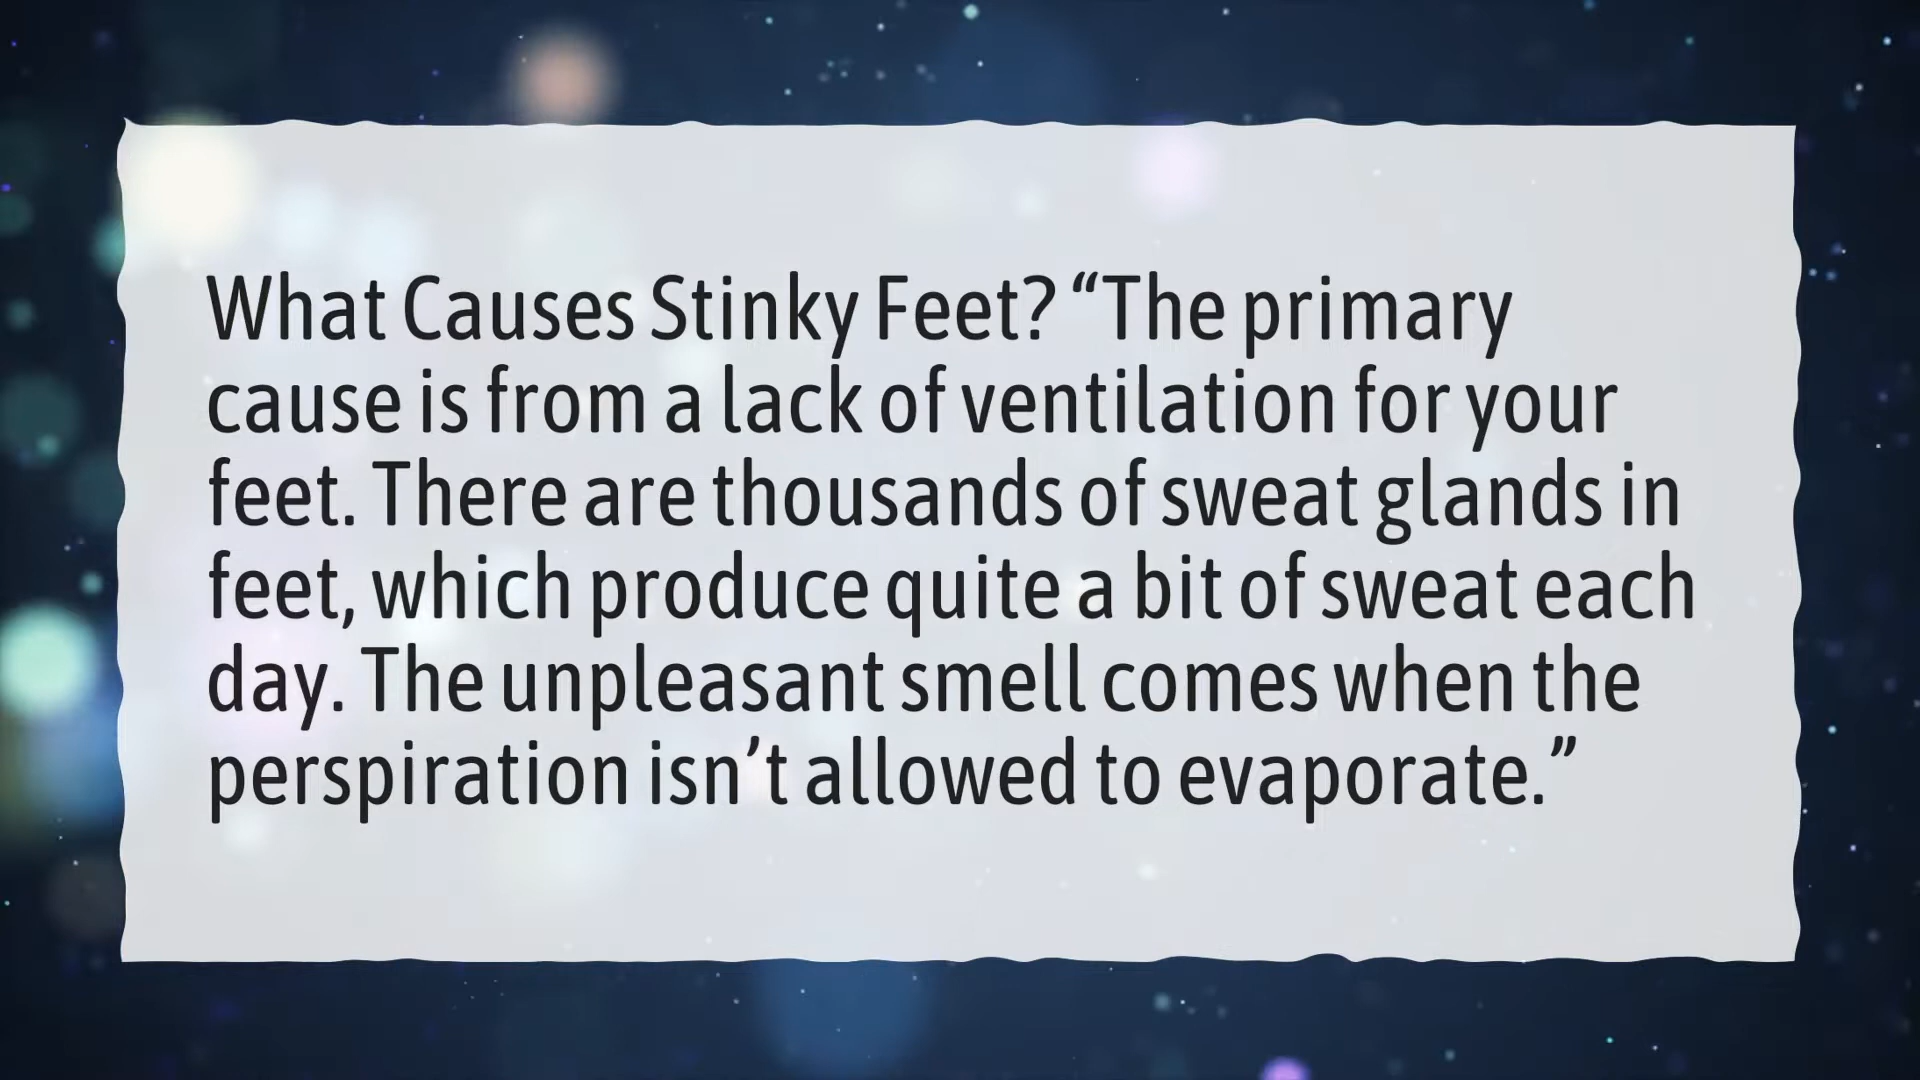 What Causes Stinky Feet? “The primary
cause is from a lack of ventilation for your
feet. There are thousands of sweat glands in
feet, which produce quite a bit of sweat each
day. The unpleasant smell comes when the
perspiration isn’t allowed to evaporate.”